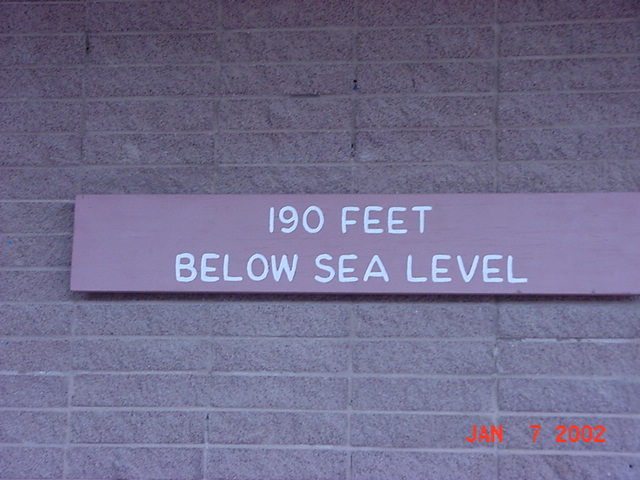 190 FEET
BELOW SEA LEVEL
JAN 7 2002